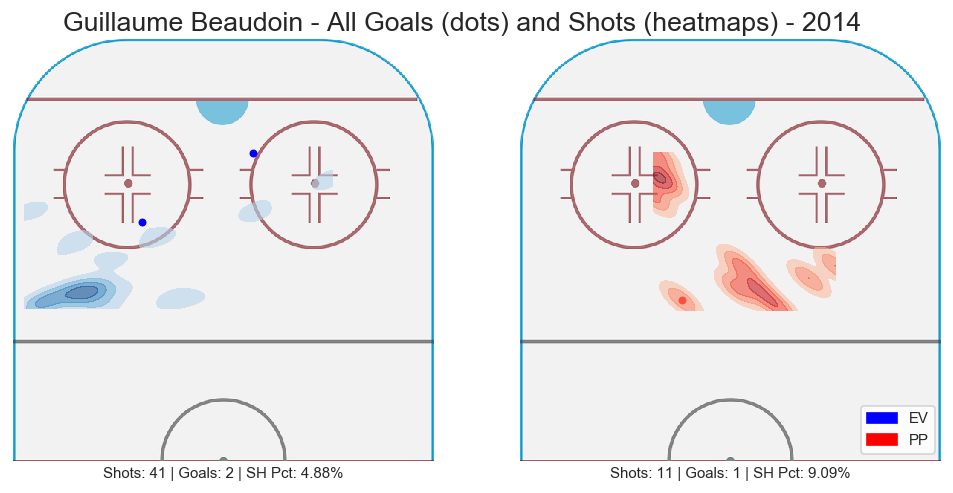 Guillaume Beaudoin - All Goals (dots) and Shots (heatmaps) - 2014
EV
PP
Shots: 41 | Goals: 2 | SH Pct: 4.88%
Shots: 11 | Goals: 1 | SH Pct: 9.09%